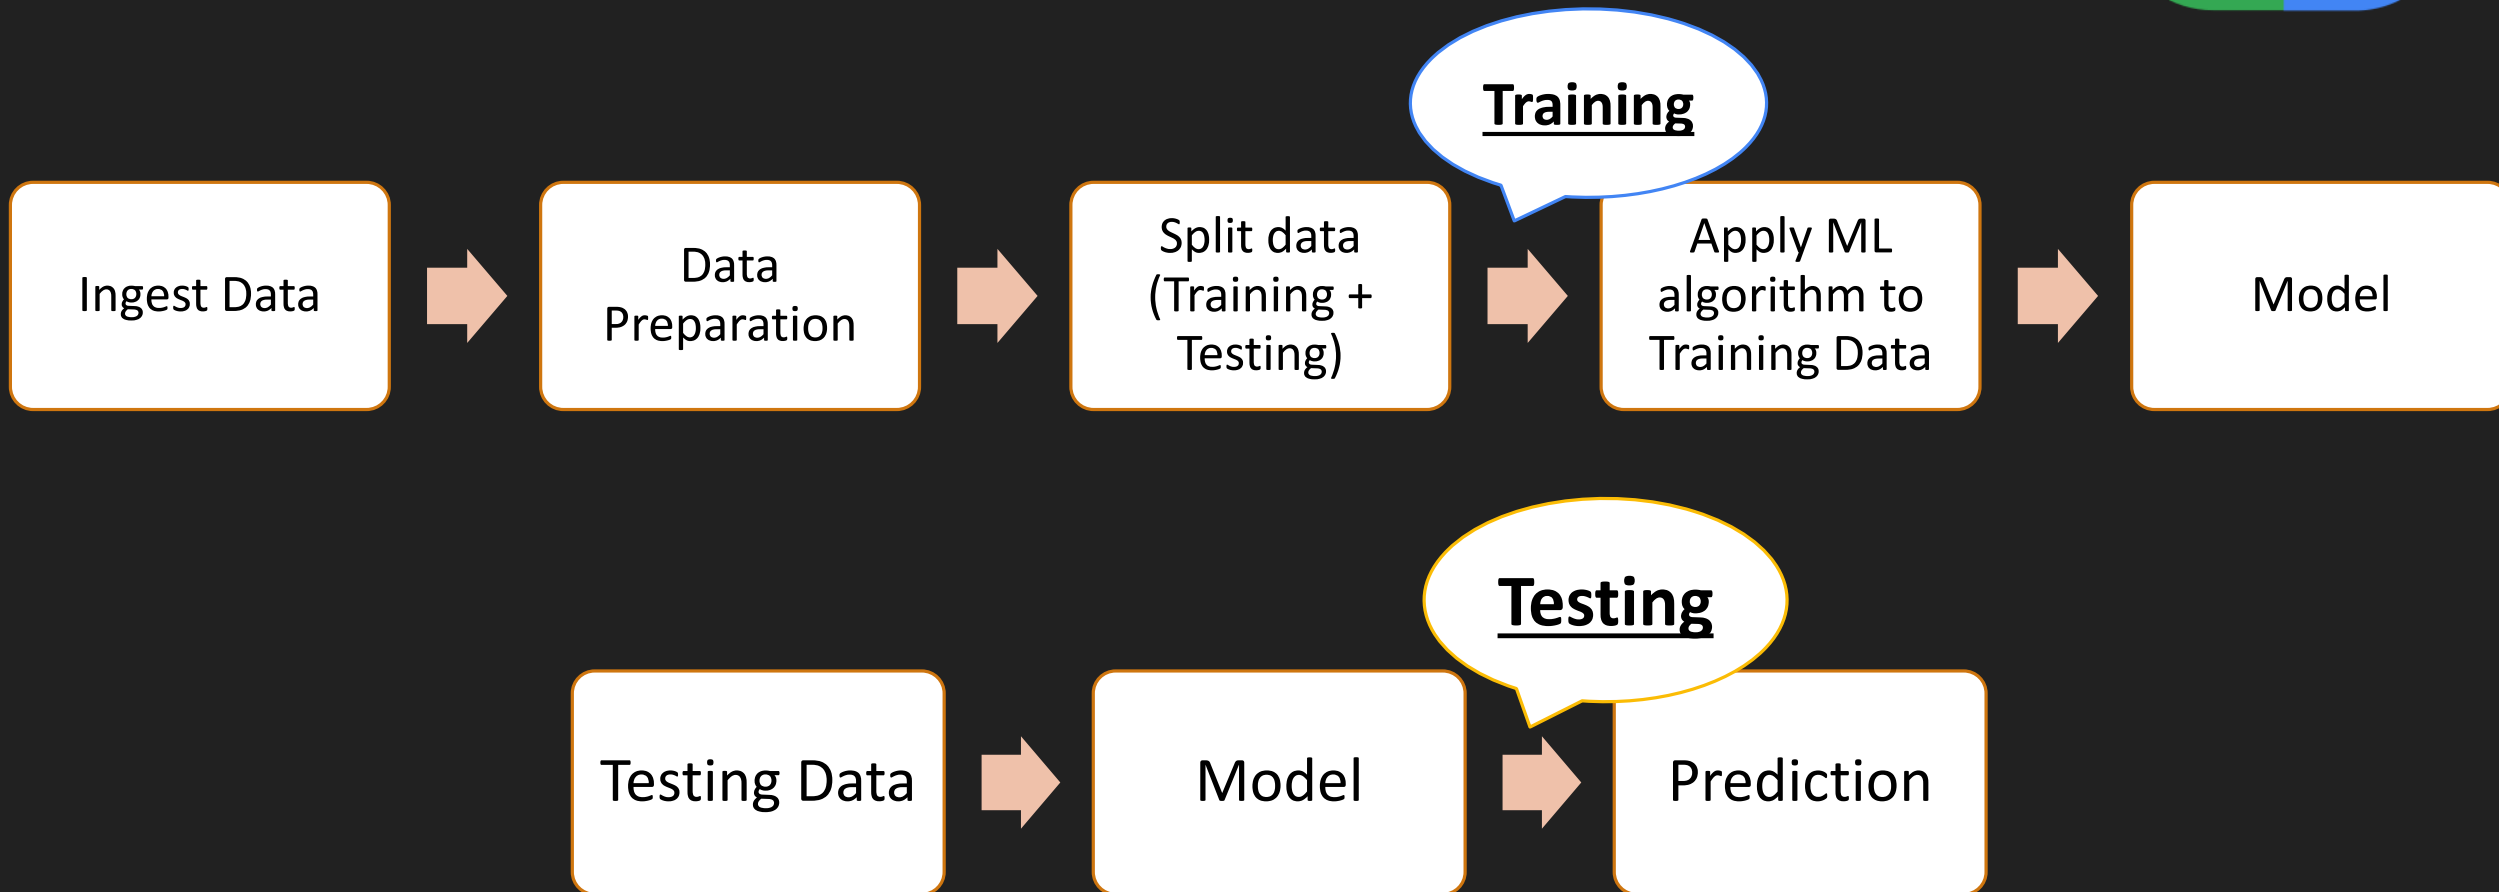 Training
Ingest Data
Data
Preparation
Split data
(Training +
Testing)
Apply ML
algorithm to
Training Data
Model
Testing
Testing Data
Model
Prediction